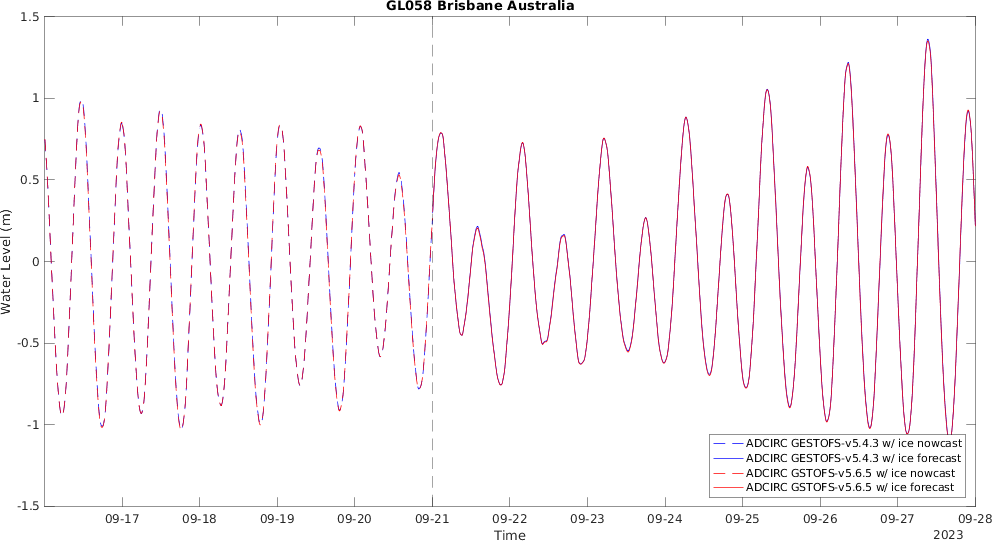 GL058 Brisbane Australia
Water Level (m)
1.5
1
0.5
0
-0.5
-1
-1.5
ADCIRC GESTOFS-v5.4.3 w/ ice nowcast
ADCIRC GESTOFS-v5.4.3 w/ ice forecast
ADCIRC GSTOFS-v5.6.5 w/ ice nowcast
ADCIRC GSTOFS-v5.6.5 w/ ice forecast
09-17 09-18 09-19 09-20 09-21 09-22 09-23 09-24 09-25 09-26 09-27 09-28
Time
2023